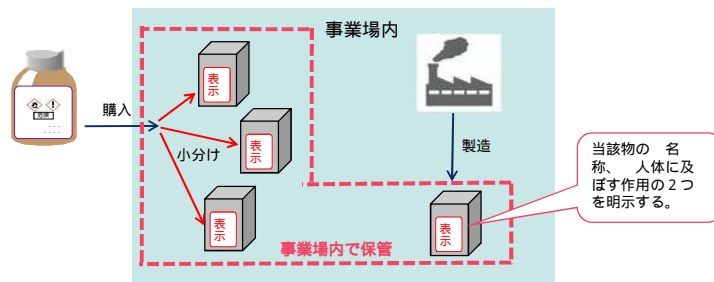 事業場内
表
示
購入
危険
表
示
小分け
製造
表
示
当該物の　名
称、　人体に及
ぼす作用の２つ
を明示する。
表
示
事業場内で保管